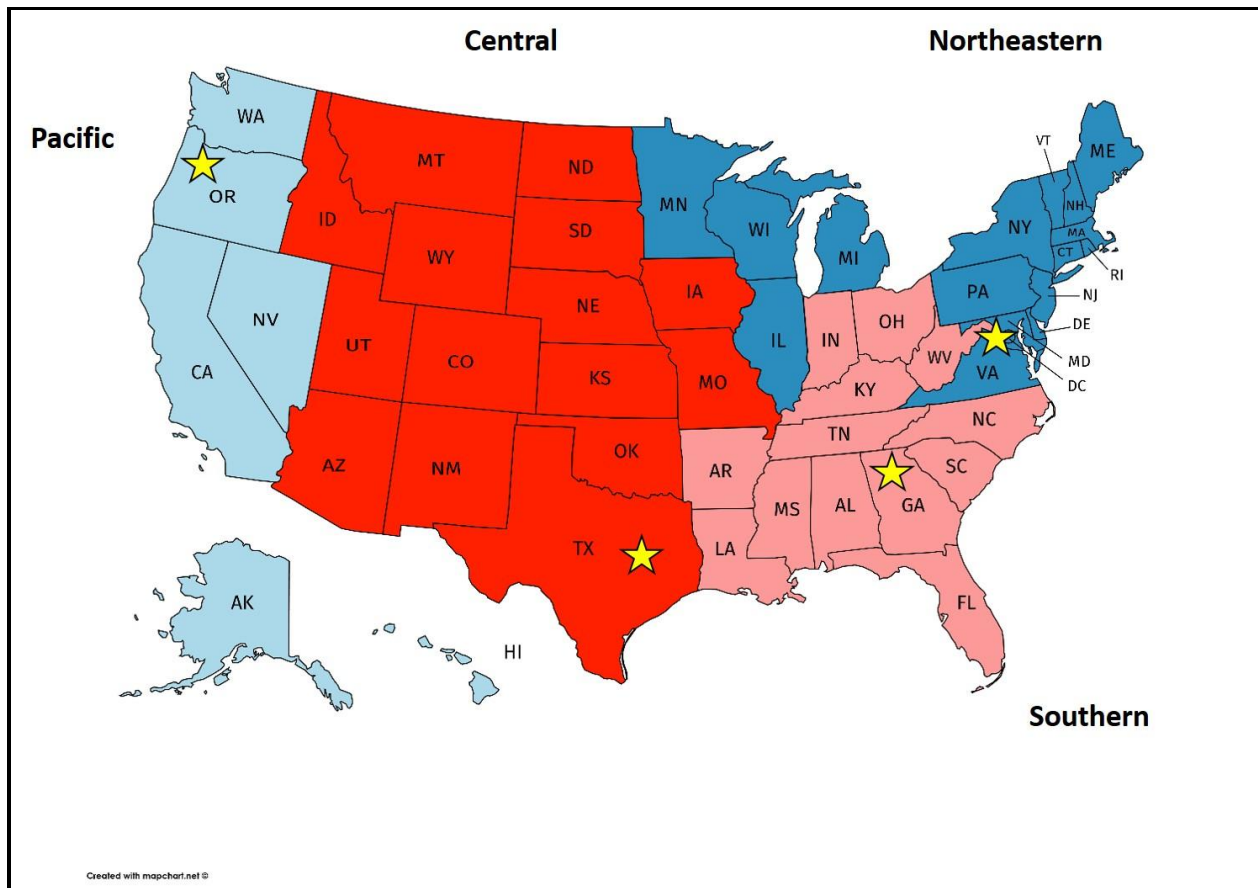 Central
Northeastern
Pacific
WA
OR
CA
NV
ID
MT
WY
UT
CO
AZ
NM
ND
SD
NE
KS
OK
TX
MN
IA
MO
WI
IL
MI
IN
OH
KY
WV
TN
AR
LA
MS
AL
GA
FL
SC
NC
VA
PA
NY
VT
NH
ME
MA
CT
RI
NJ
DE
MD
DC
AK
HI
Southern
Created with mapchart.net ©